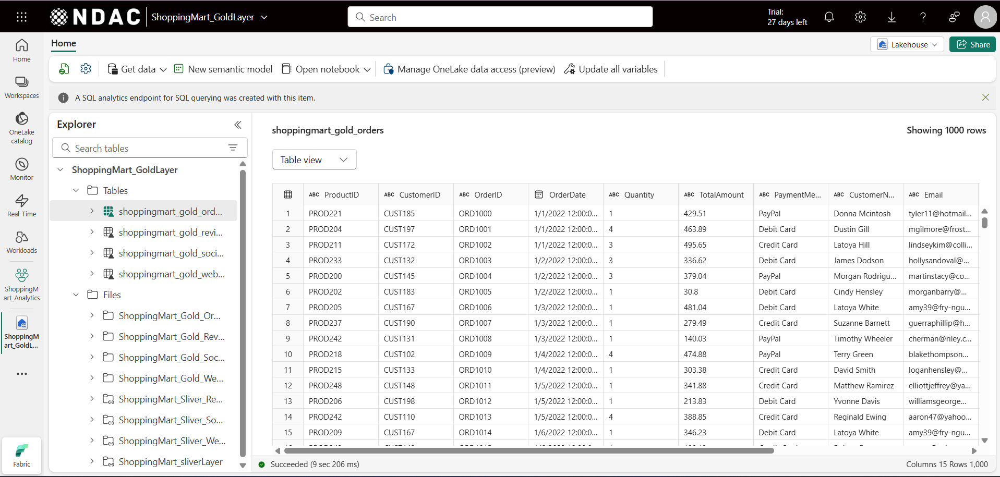 NDAC
ShoppingMart_GoldLayer
Search
Trial:
27 days left
Home
Workspaces
OneLake
catalog
Monitor
Real-Time
Workloads
ShoppingM
art_Analytics
ShoppingM
art_GoldL...
Fabric
Home
Lakehouse
Share
Get data
New semantic model
Open notebook
Manage OneLake data access (preview)
Update all variables
A SQL analytics endpoint for SQL querying was created with this item.
Explorer
Search tables
ShoppingMart_GoldLayer
Tables
shoppingmart_gold_ord...
shoppingmart_gold_revi...
shoppingmart_gold_soci...
shoppingmart_gold_web...
Files
ShoppingMart_Gold_Or...
ShoppingMart_Gold_Rev...
ShoppingMart_Gold_Soc...
ShoppingMart_Gold_We...
ShoppingMart_Sliver_Re...
ShoppingMart_Sliver_So...
ShoppingMart_Sliver_We...
ShoppingMart_sliverLayer
shoppingmart_gold_orders
Showing 1000 rows
Table view
ABC ProductID ABC CustomerID ABC OrderID OrderDate ABC Quantity ABC TotalAmount ABC PaymentMe... ABC CustomerN... ABC Email
1 PROD221 CUST185 ORD1000 1/1/2022 12:00:0... 1 429.51 PayPal Donna Mcintosh tyler11@hotmail...
2 PROD204 CUST197 ORD1001 1/1/2022 12:00:0... 4 463.89 Debit Card Dustin Gill mgilmore@frost...
3 PROD211 CUST172 ORD1002 1/1/2022 12:00:0... 3 495.65 Credit Card Latoya Hill lindseykim@colli...
4 PROD233 CUST132 ORD1003 1/2/2022 12:00:0... 3 336.62 Debit Card James Dodson hollysandoval@...
5 PROD200 CUST145 ORD1004 1/2/2022 12:00:0... 3 379.04 PayPal Morgan Rodrigu... martinstacy@co...
6 PROD202 CUST183 ORD1005 1/2/2022 12:00:0... 1 30.8 Debit Card Cindy Hensley morganbarry@...
7 PROD205 CUST167 ORD1006 1/3/2022 12:00:0... 1 481.04 Debit Card Latoya White amy39@fry-ngu...
8 PROD237 CUST190 ORD1007 1/3/2022 12:00:0... 1 279.49 Credit Card Suzanne Barnett guerraphillip@h...
9 PROD242 CUST131 ORD1008 1/3/2022 12:00:0... 1 140.03 PayPal Timothy Wheeler cherman@riley.c...
10 PROD218 CUST102 ORD1009 1/4/2022 12:00:0... 4 474.88 PayPal Terry Green blakethompson...
11 PROD215 CUST133 ORD1010 1/4/2022 12:00:0... 1 303.38 Credit Card David Smith loganhensley@...
12 PROD248 CUST148 ORD1011 1/5/2022 12:00:0... 1 341.88 Credit Card Matthew Ramirez elliottjeffrey@ya...
13 PROD206 CUST198 ORD1012 1/5/2022 12:00:0... 1 213.83 Debit Card Yvonne Davis williamsgeorge...
14 PROD242 CUST110 ORD1013 1/5/2022 12:00:0... 4 388.85 Credit Card Reginald Ewing aaron47@yahoo...
15 PROD209 CUST167 ORD1014 1/6/2022 12:00:0... 1 346.23 Debit Card Latoya White amy39@fry-ngu...
Succeeded (9 sec 206 ms)
Columns 15 Rows 1,000